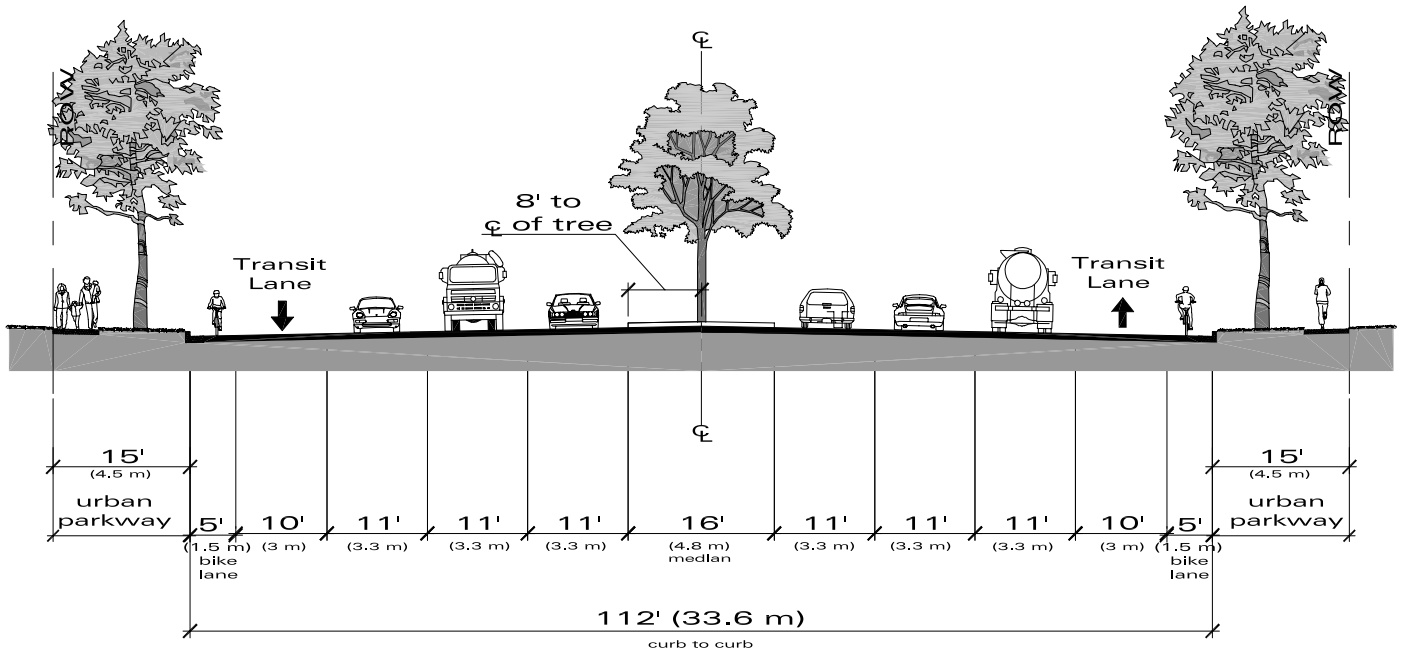 ℄
ROW
ROW
8' to
℄ of tree
Transit
Lane
Transit
Lane
℄
15'
(4.5 m)
urban
parkway
15'
(4.5 m)
urban
parkway
5' 10' 11' 11' 11' 16' 11' 11' 11' 10' 5'
(1.5 m) (3 m) (3.3 m) (3.3 m) (3.3 m) (4.8 m) (3.3 m) (3.3 m) (3.3 m) (3 m) (1.5 m)
bike
lane
median
bike
lane
112' (33.6 m)
curb to curb